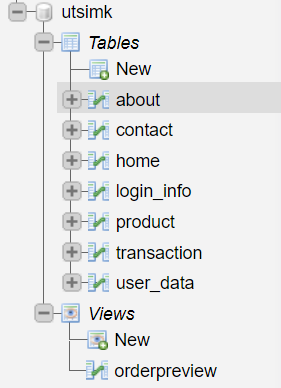 utsimk
Tables
New
about
contact
home
login_info
product
transaction
user_data
Views
New
orderpreview